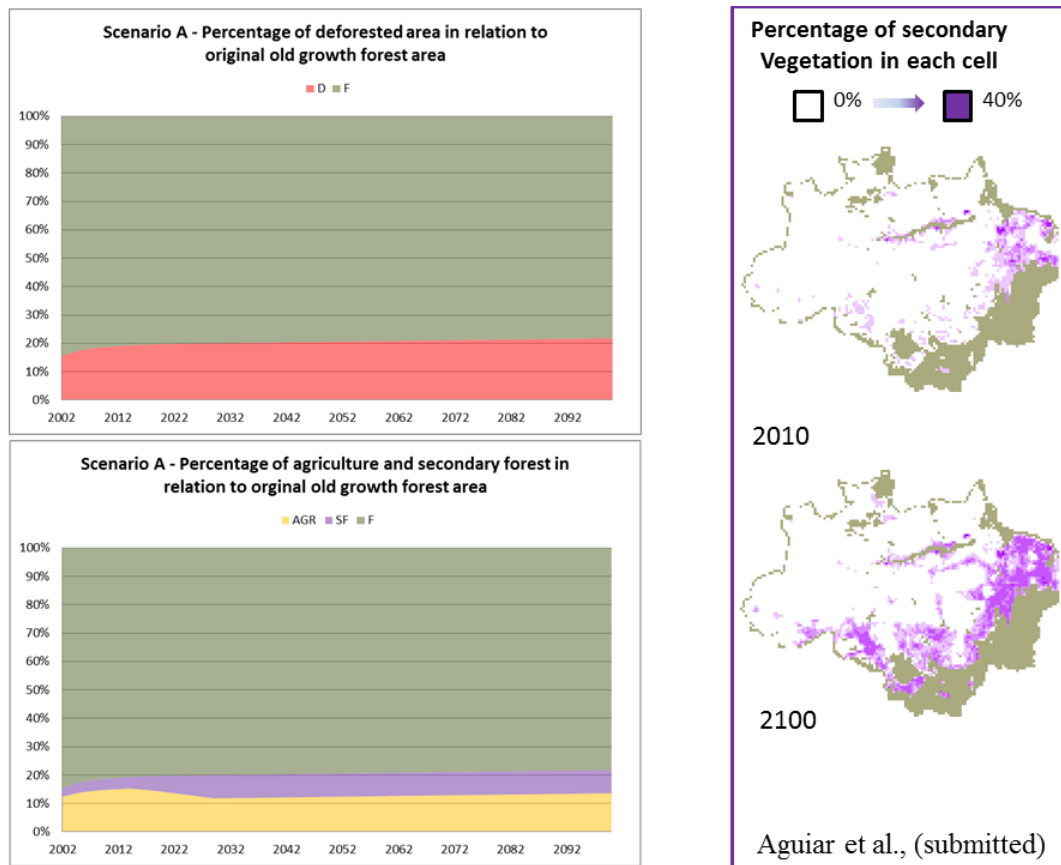 Scenario A - Percentage of deforested area in relation to
original old growth forest area
D F
100%
90%
80%
70%
60%
50%
40%
30%
20%
10%
0%
2002 2012 2022 2032 2042 2052 2062 2072 2082 2092
Scenario A - Percentage of agriculture and secondary forest in
relation to orginal old growth forest area
AGR SF F
100%
90%
80%
70%
60%
50%
40%
30%
20%
10%
0%
2002 2012 2022 2032 2042 2052 2062 2072 2082 2092
Percentage of secondary
Vegetation in each cell
0% 40%
2010
2100
Aguiar et al., (submitted)